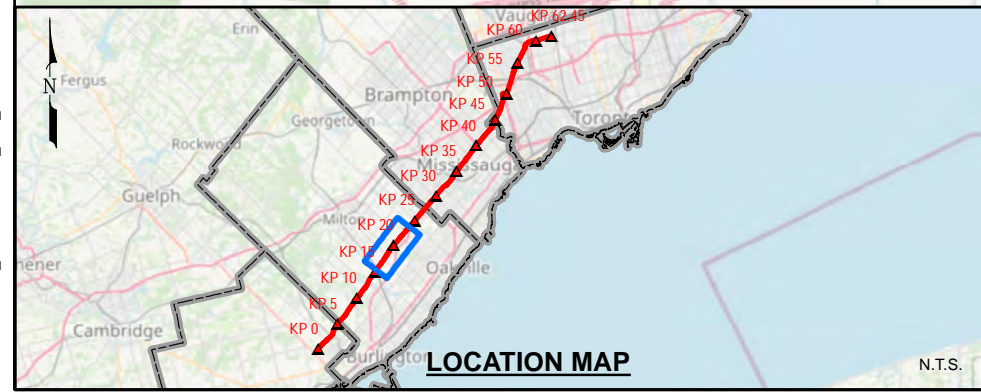 Vaug
KP 62.45
KP 60
Erin
KP 55
N
Fergus
KP 50
Brampton
KP 45
Georgetown
Toronto
KP 40
Rockwood
KP 35
Mississauga
KP 30
Guelph
KP 25
Milton
KP 20
KP 15
ener
Oakville
KP 10
KP 5
Cambridge
KP 0
Burlington
LOCATION MAP
N.T.S.